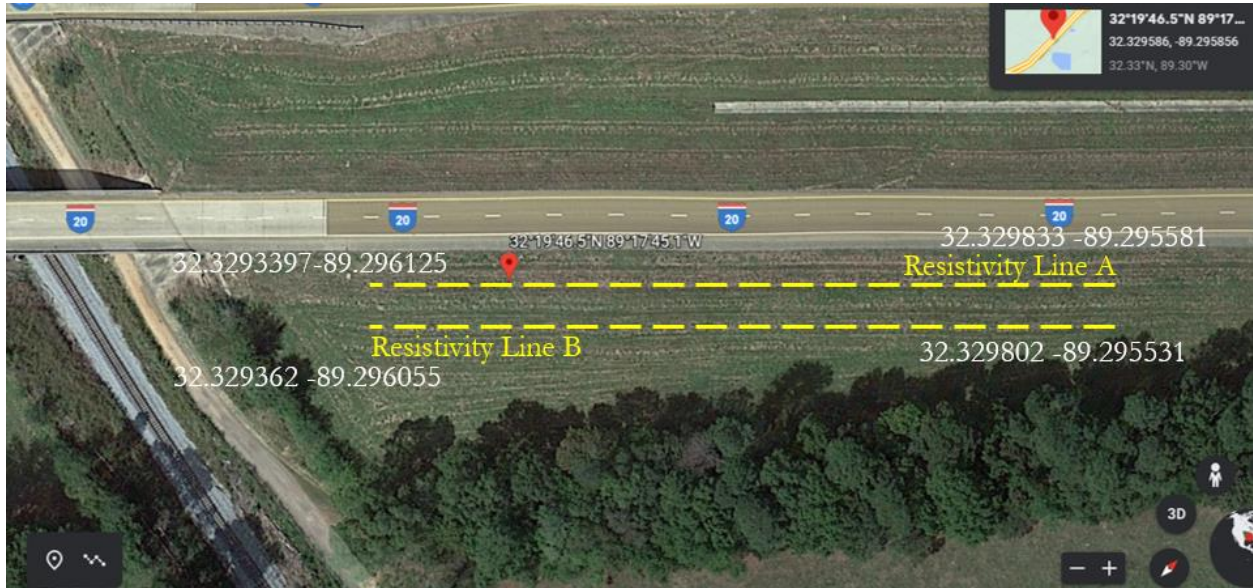 32°19'46.5"N 89°17...
32.329586, -89.295856
32.33°N, 89.30°W
20
20
20
20
32°19'46.5"N 89°17'45.1"W
32.329833 -89.295581
32.3293397-89.296125
Resistivity Line A
Resistivity Line B
32.329802 -89.295531
32.329362 -89.296055
3D